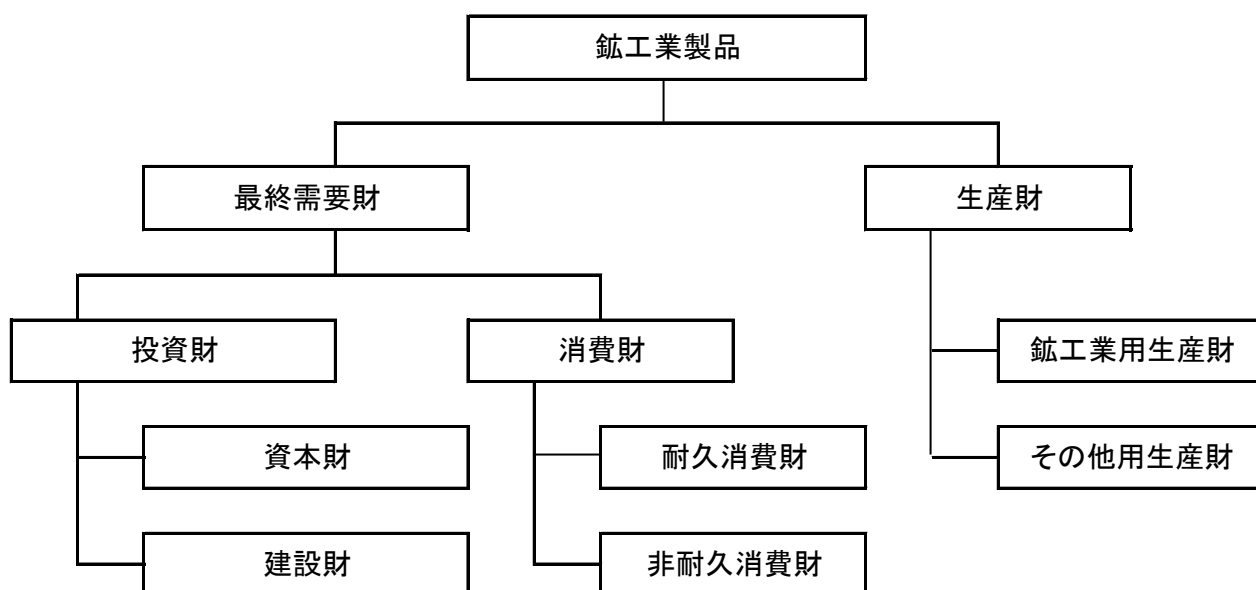 鉱工業製品
最終需要財
生産財
投資財
消費財
鉱工業用生産財
資本財
耐久消費財
その他用生産財
建設財
非耐久消費財